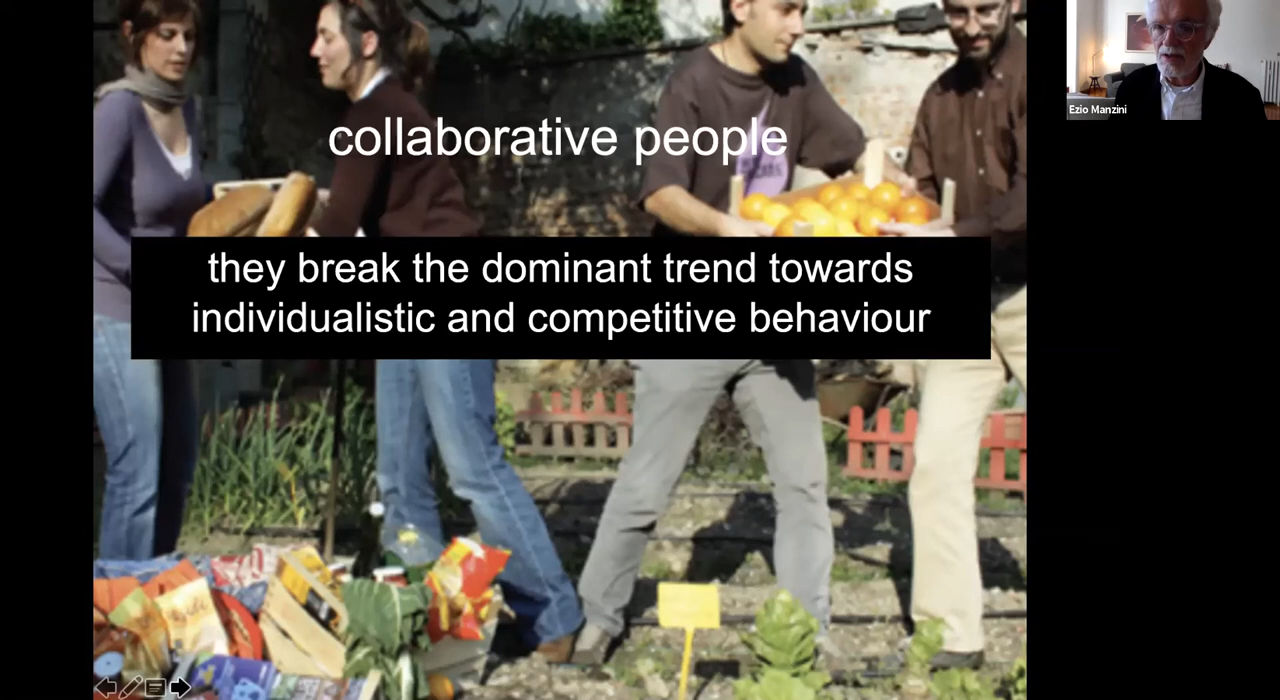 collaborative people
they break the dominant trend towards
individualistic and competitive behaviour
Ezio Manzini